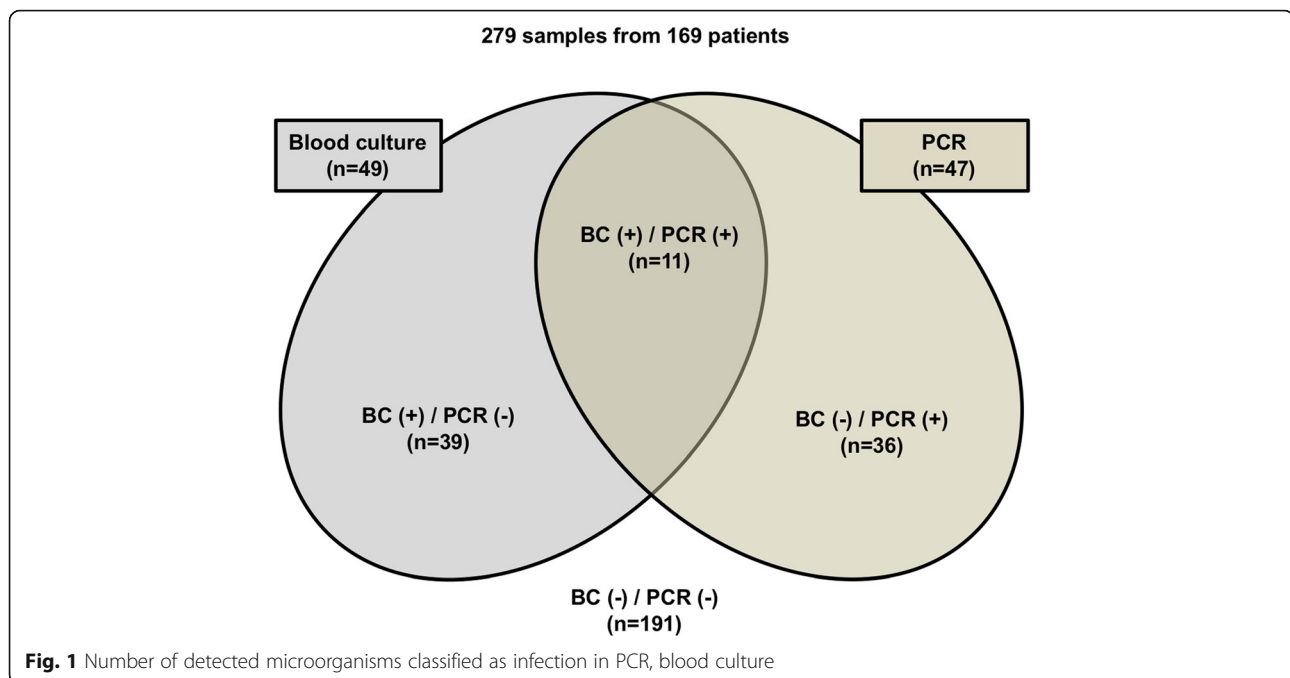 279 samples from 169 patients
Blood culture
(n=49)
PCR
(n=47)
BC (+) / PCR (+)
(n=11)
BC (+) / PCR (-)
(n=39)
BC (-) / PCR (+)
(n=36)
BC (-) / PCR (-)
(n=191)
Fig. 1 Number of detected microorganisms classified as infection in PCR, blood culture